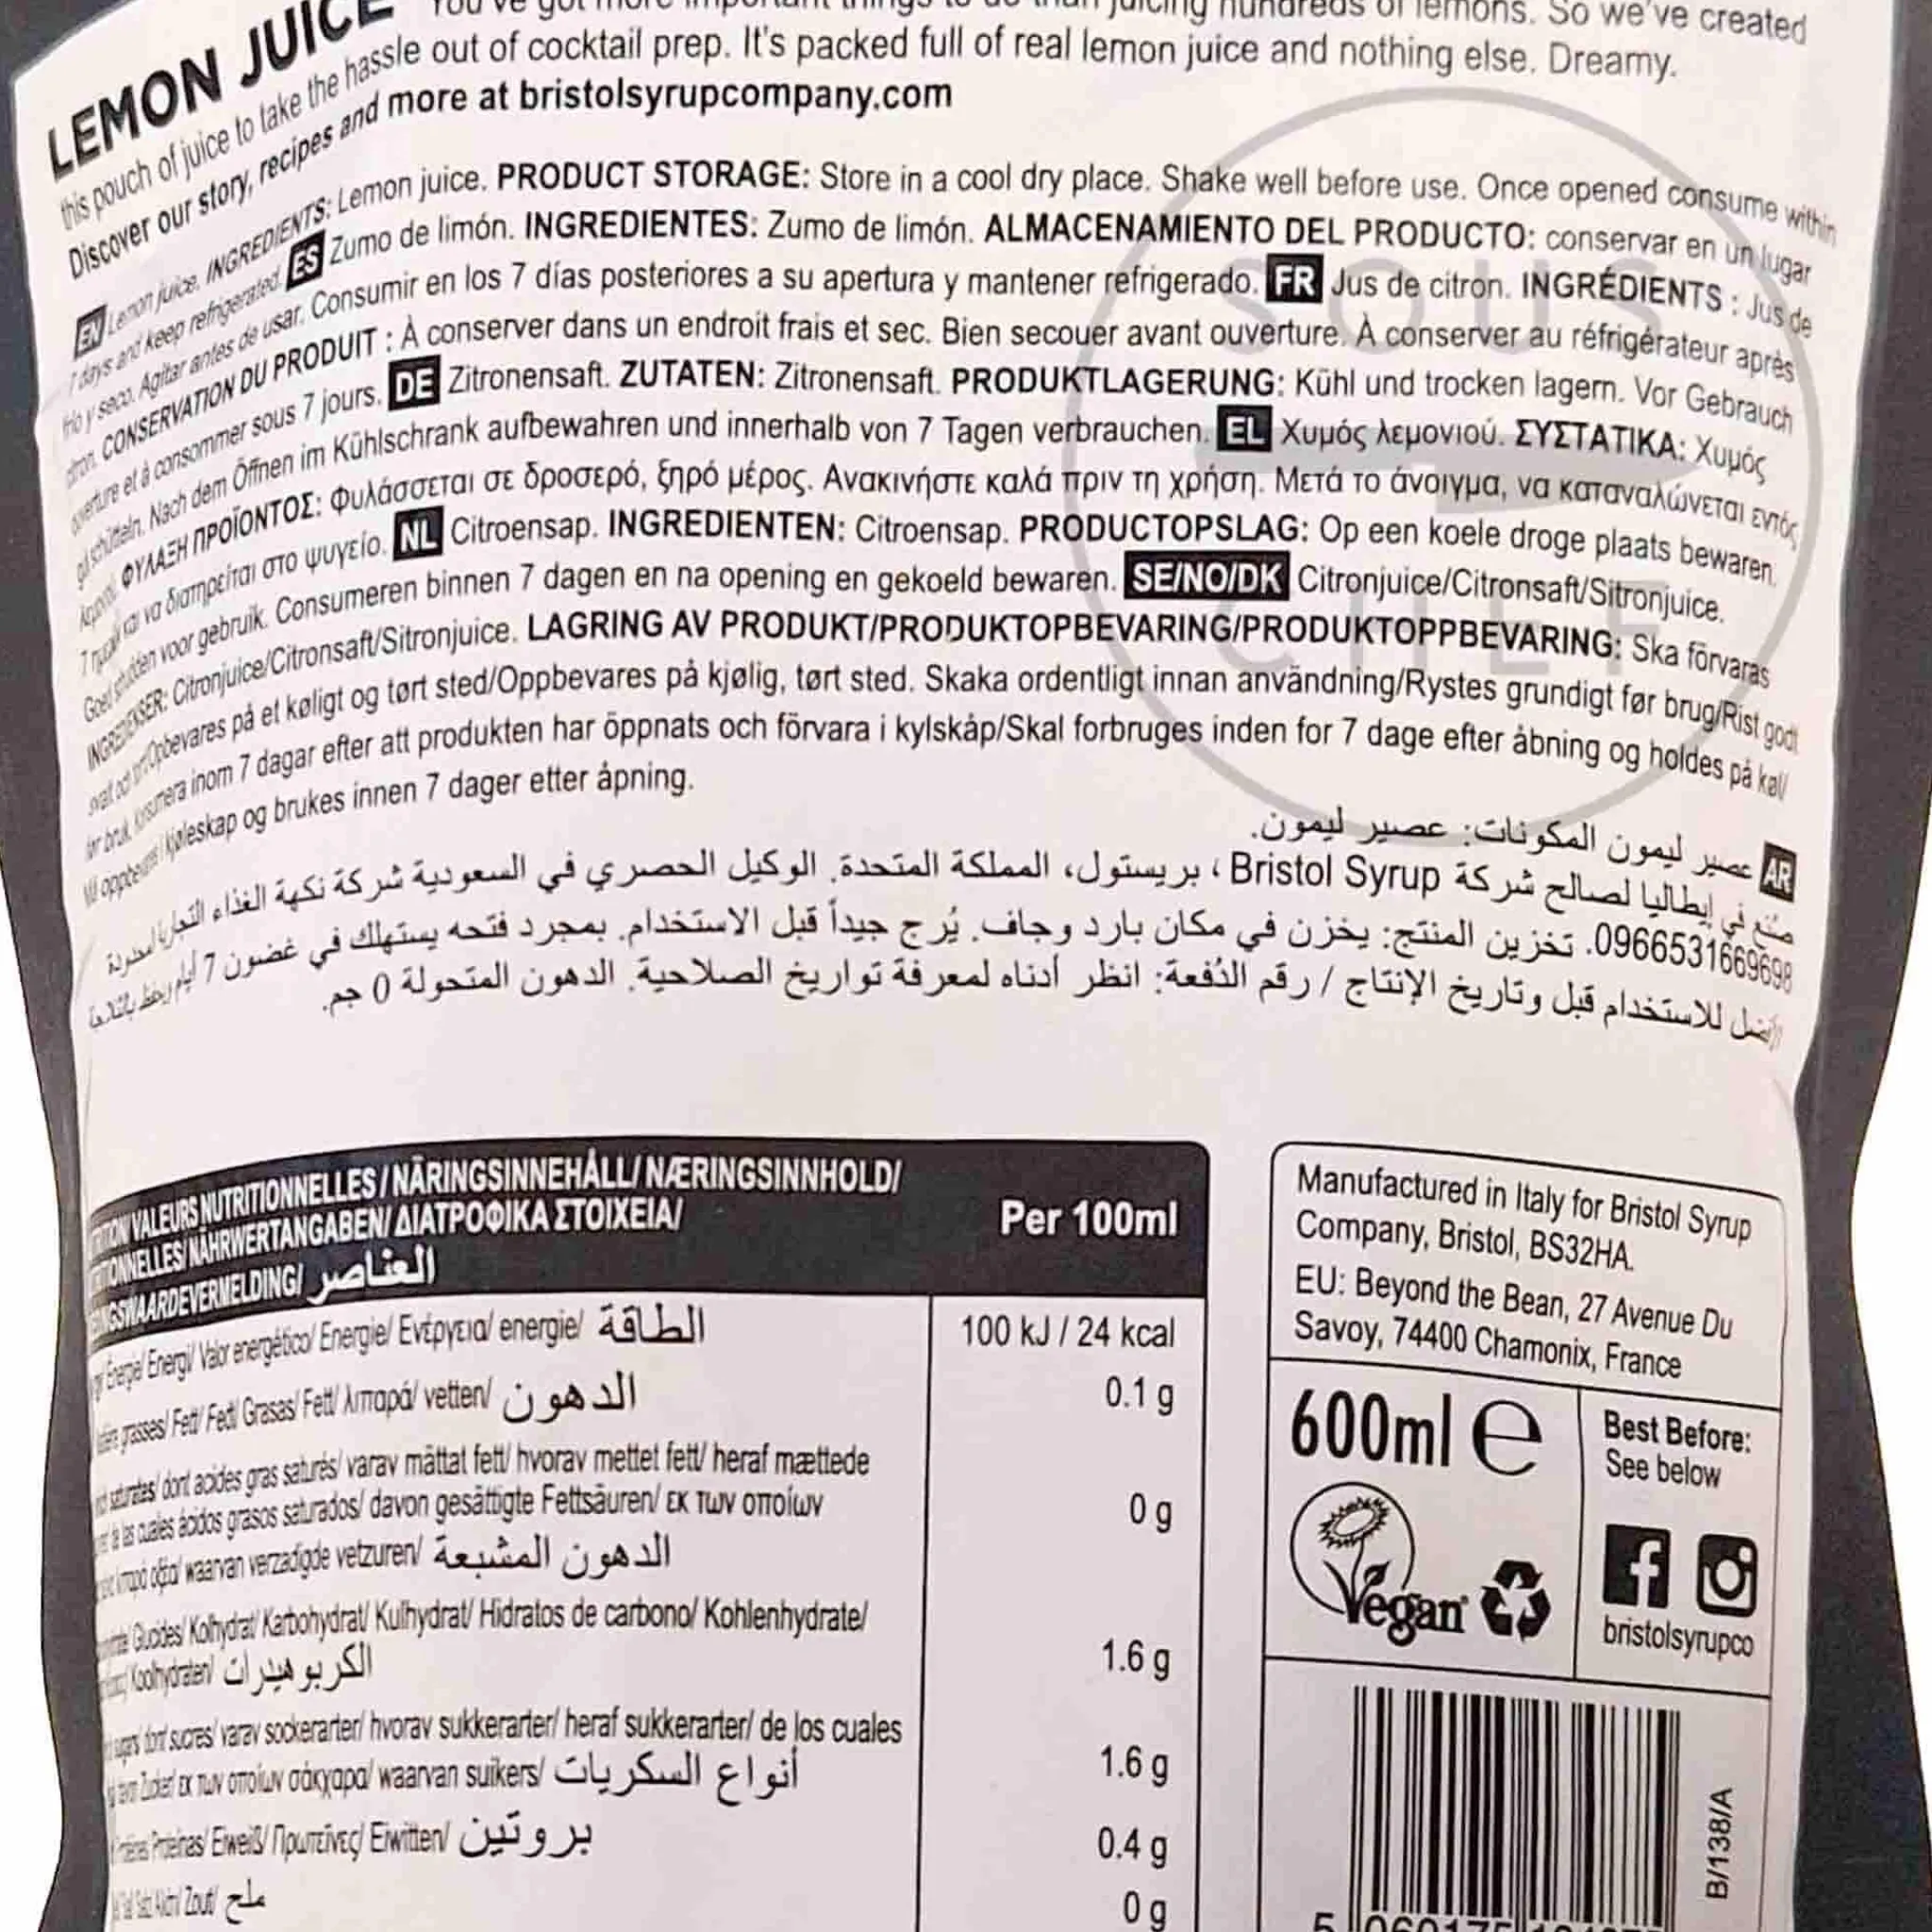 LEMON JUICE You've got more important things to do than juicing hundreds of lemons. So we've created
this pouch of juice to take the hassle out of cocktail prep. It's packed full of real lemon juice and nothing else. Dreamy.
Discover our story, recipes and more at bristolsyrupcompany.com
EN Lemon juice. INGREDIENTS: Lemon juice. PRODUCT STORAGE: Store in a cool dry place. Shake well before use. Once opened consume within
7 days and keep refrigerated. ES Zumo de limón. INGREDIENTES: Zumo de limón. ALMACENAMIENTO DEL PRODUCTO: conservar en un lugar
frío y seco. Agitar antes de usar. Consumir en los 7 días posteriores a su apertura y mantener refrigerado. FR Jus de citron. INGRÉDIENTS : Jus de
citron. CONSERVATION DU PRODUIT : À conserver dans un endroit frais et sec. Bien secouer avant ouverture. À conserver au réfrigérateur après
ouverture et à consommer sous 7 jours. DE Zitronensaft. ZUTATEN: Zitronensaft. PRODUKTLAGERUNG: Kühl und trocken lagern. Vor Gebrauch
gut schütteln. Nach dem Öffnen im Kühlschrank aufbewahren und innerhalb von 7 Tagen verbrauchen. EL Χυμός λεμονιού. ΣΥΣΤΑΤΙΚΑ: Χυμός
ΦΥΛΑΞΗ ΠΡΟΪΟΝΤΟΣ: Φυλάσσεται σε δροσερό, ξηρό μέρος. Ανακινήστε καλά πριν τη χρήση. Μετά το άνοιγμα, να καταναλώνεται εντός
7 ημερών και να διατηρείται στο ψυγείο. NL Citroensap. INGREDIENTEN: Citroensap. PRODUCTOPSLAG: Op een koele droge plaats bewaren.
Goed schudden voor gebruik. Consumeren binnen 7 dagen en na opening en gekoeld bewaren. SE/NO/DK Citronjuice/Citronsaft/Sitronjuice.
INGREDIENSER: Citronjuice/Citronsaft/Sitronjuice. LAGRING AV PRODUKT/PRODUKTOPBEVARING/PRODUKTOPPBEVARING: Ska förvaras
svalt och torrt/Opbevares på et køligt og tørt sted/Oppbevares på kjølig, tørt sted. Skaka ordentligt innan användning/Rystes grundigt før brug/Rist godt
før bruk. Konsumera inom 7 dagar efter att produkten har öppnats och förvara i kylskåp/Skal forbruges inden for 7 dage efter åbning og holdes på køl/
Må oppbevares i kjøleskap og brukes innen 7 dager etter åpning.
AR عصير ليمون المكونات: عصير ليمون.
صُنع في إيطاليا لصالح شركة Bristol Syrup ، بريستول، المملكة المتحدة. الوكيل الحصري في السعودية شركة نكهة الغذاء التجارية المحدودة
0966531669698. تخزين المنتج: يخزن في مكان بارد وجاف. يُرج جيداً قبل الاستخدام. بمجرد فتحه يستهلك في غضون 7 أيام
للاستخدام قبل وتاريخ الإنتاج / رقم الدُفعة: انظر أدناه لمعرفة تواريخ الصلاحية. الدهون المتحولة 0 جم.
VALEURS NUTRITIONNELLES/ NÄRINGSINNEHÅLL/ NÆRINGSINNHOLD/
NÄHRWERTANGABEN/ ΔΙΑΤΡΟΦΙΚΑ ΣΤΟΙΧΕΙΑ/
العناصر
Per 100ml
Énergie/ Energi/ Valor energético/ Energie/ Ενέργεια/ energie/ الطاقة 100 kJ / 24 kcal
grasses/ Fett/ Fedt/ Grasas/ Fett/ λιπαρά/ vetten/ الدهون 0.1 g
saturates/ dont acides gras saturés/ varav mättat fett/ hvorav mettet fett/ heraf mættede
de las cuales ácidos grasos saturados/ davon gesättigte Fettsäuren/ εκ των οποίων
waarvan verzadigde vetzuren/ الدهون المشبعة 0 g
Glucides/ Kolhydrat/ Karbohydrat/ Kulhydrat/ Hidratos de carbono/ Kohlenhydrate/
Koolhydraten/ الكربوهيدرات 1.6 g
sugars/ dont sucres/ varav sockerarter/ hvorav sukkerarter/ heraf sukkerarter/ de los cuales
Zucker/ εκ των οποίων σάκχαρα/ waarvan suikers/ أنواع السكريات 1.6 g
Proteínas/ Eiweiß/ Πρωτεΐνες/ Eiwitten/ بروتين 0.4 g
Zout/ ملح 0 g
Manufactured in Italy for Bristol Syrup
Company, Bristol, BS32HA.
EU: Beyond the Bean, 27 Avenue Du
Savoy, 74400 Chamonix, France
600ml e
Best Before:
See below
Vegan
bristolsyrupco
B/138/A
SOUS
CHEF